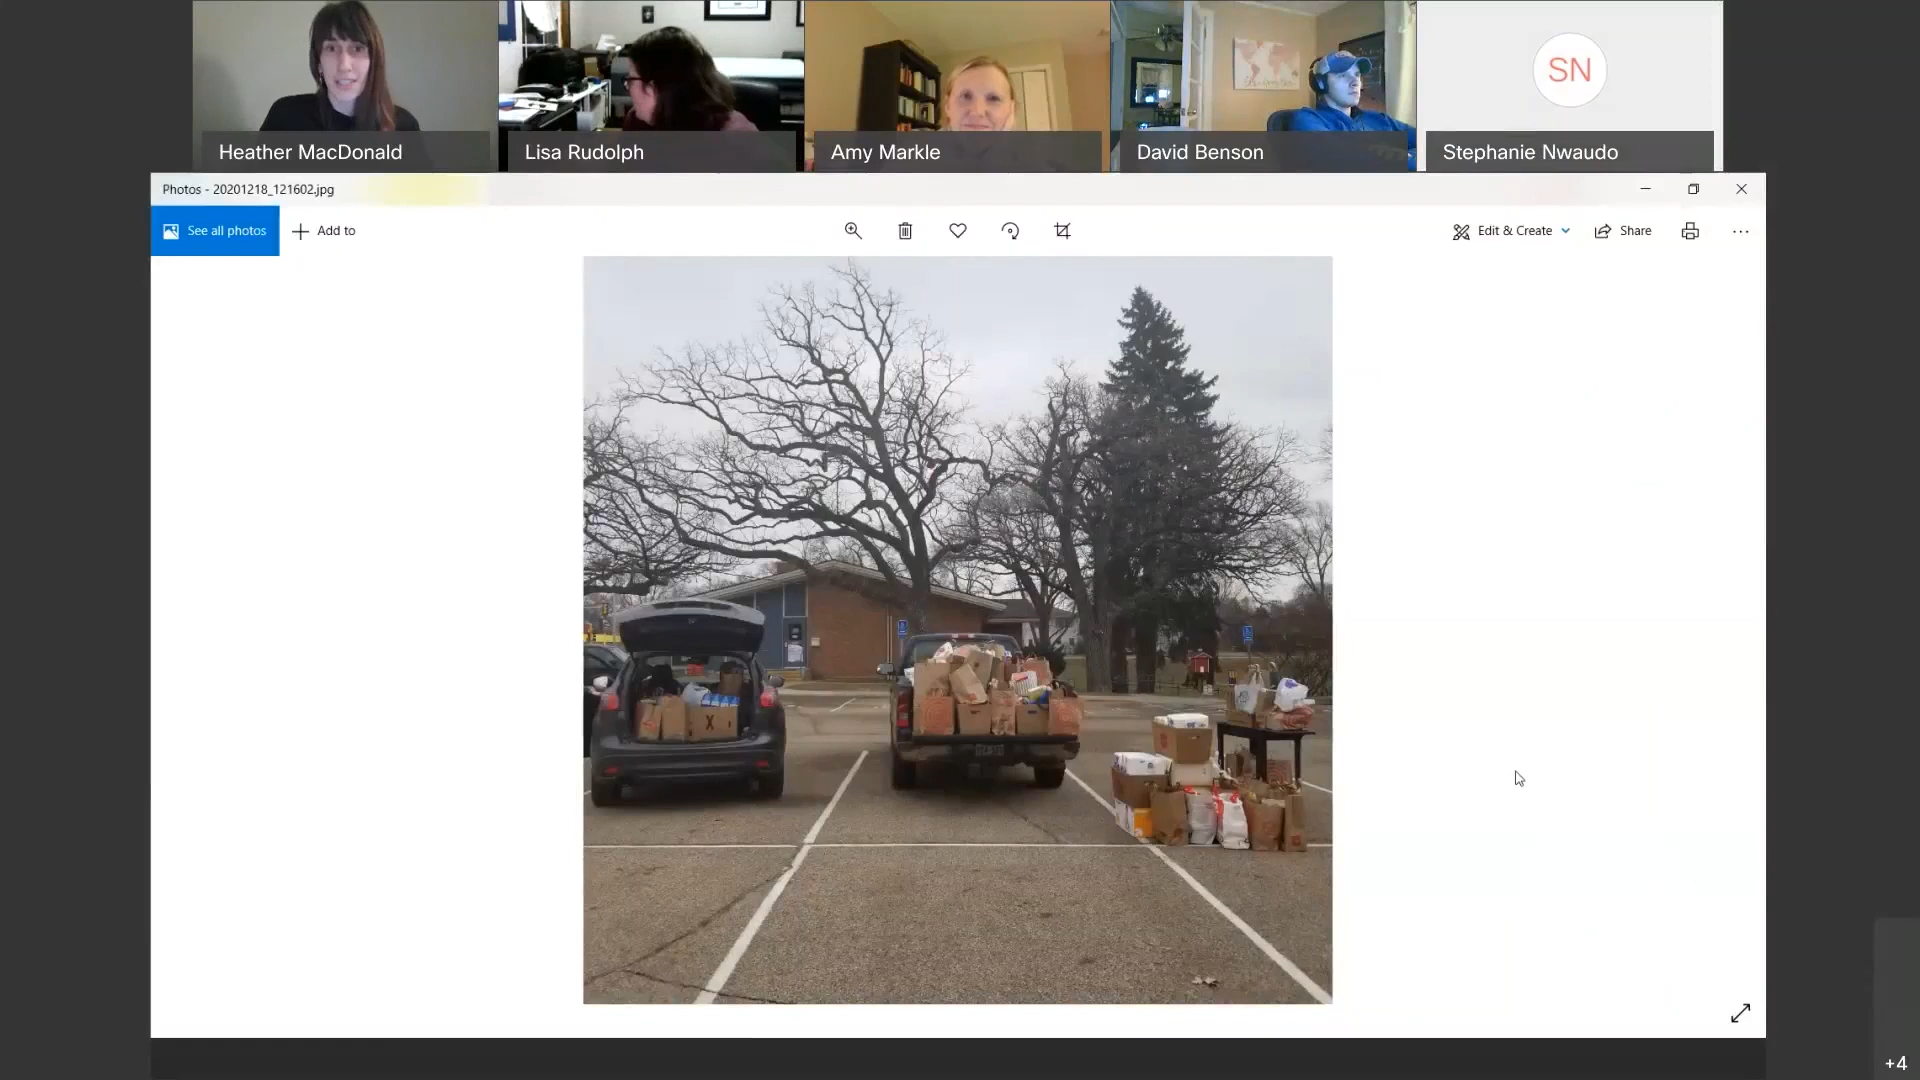 Heather MacDonald
Lisa Rudolph
Amy Markle
David Benson
SN
Stephanie Nwaudo
Photos - 20201218_121602.jpg
See all photos
Add to
Edit & Create
Share
X
+4